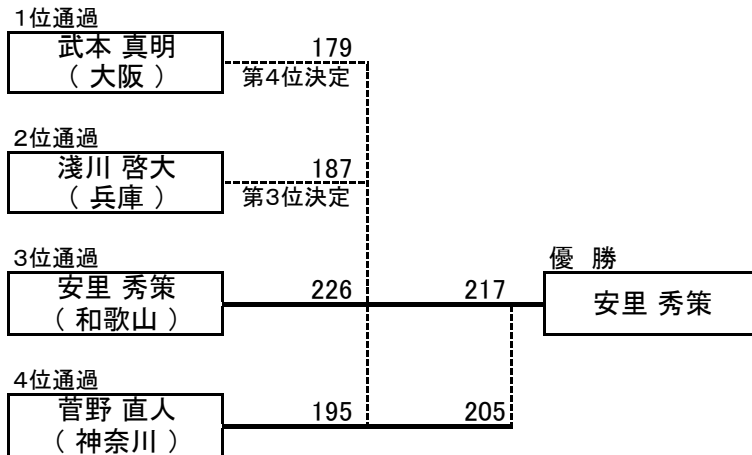 1位通過
武本 真明
( 大阪 )
179
第4位決定
2位通過
淺川 啓大
( 兵庫 )
187
第3位決定
3位通過
安里 秀策
( 和歌山 )
226
217
優 勝
安里 秀策
4位通過
菅野 直人
( 神奈川 )
195
205